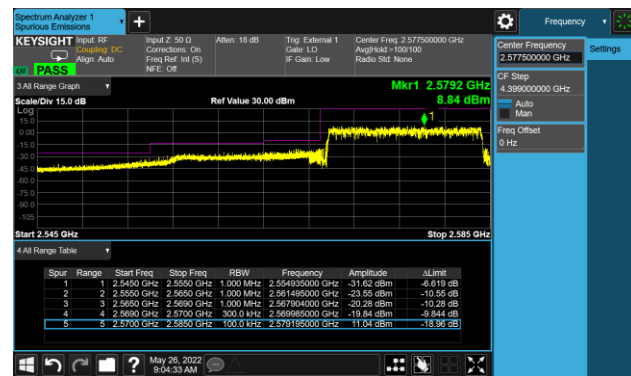 Spectrum Analyzer 1
Spurious Emissions
Frequency
KEYSIGHT Input: RF
Coupling: DC
Align: Auto
Input Z: 50 Ω
Corrections: On
Freq Ref: Int (S)
NFE: Off
Atten: 18 dB
Trig: External 1
Gate: LO
IF Gain: Low
Center Freq: 2.577500000 GHz
Avg|Hold:>100/100
Radio Std: None
LXI PASS
Center Frequency
2.577500000 GHz
Settings
CF Step
4.399000000 GHz
Auto
Man
Freq Offset
0 Hz
3 All Range Graph
Mkr1 2.5792 GHz
Scale/Div 15.0 dB
Ref Value 30.00 dBm
8.84 dBm
Log
15.0
0.00
-15.0
-30.0
-45.0
-60.0
-75.0
-90.0
-105
1
Start 2.545 GHz
Stop 2.585 GHz
4 All Range Table
Spur Range Start Freq Stop Freq RBW Frequency Amplitude ΔLimit
1 1 2.5450 GHz 2.5550 GHz 1.000 MHz 2.554935000 GHz -31.62 dBm -6.619 dB
2 2 2.5550 GHz 2.5650 GHz 1.000 MHz 2.561495000 GHz -23.55 dBm -10.55 dB
3 3 2.5650 GHz 2.5690 GHz 1.000 MHz 2.567904000 GHz -20.28 dBm -10.28 dB
4 4 2.5690 GHz 2.5700 GHz 300.0 kHz 2.569985000 GHz -19.84 dBm -9.844 dB
5 5 2.5700 GHz 2.5850 GHz 100.0 kHz 2.579195000 GHz 11.04 dBm -18.96 dB
May 26, 2022
9:04:33 AM